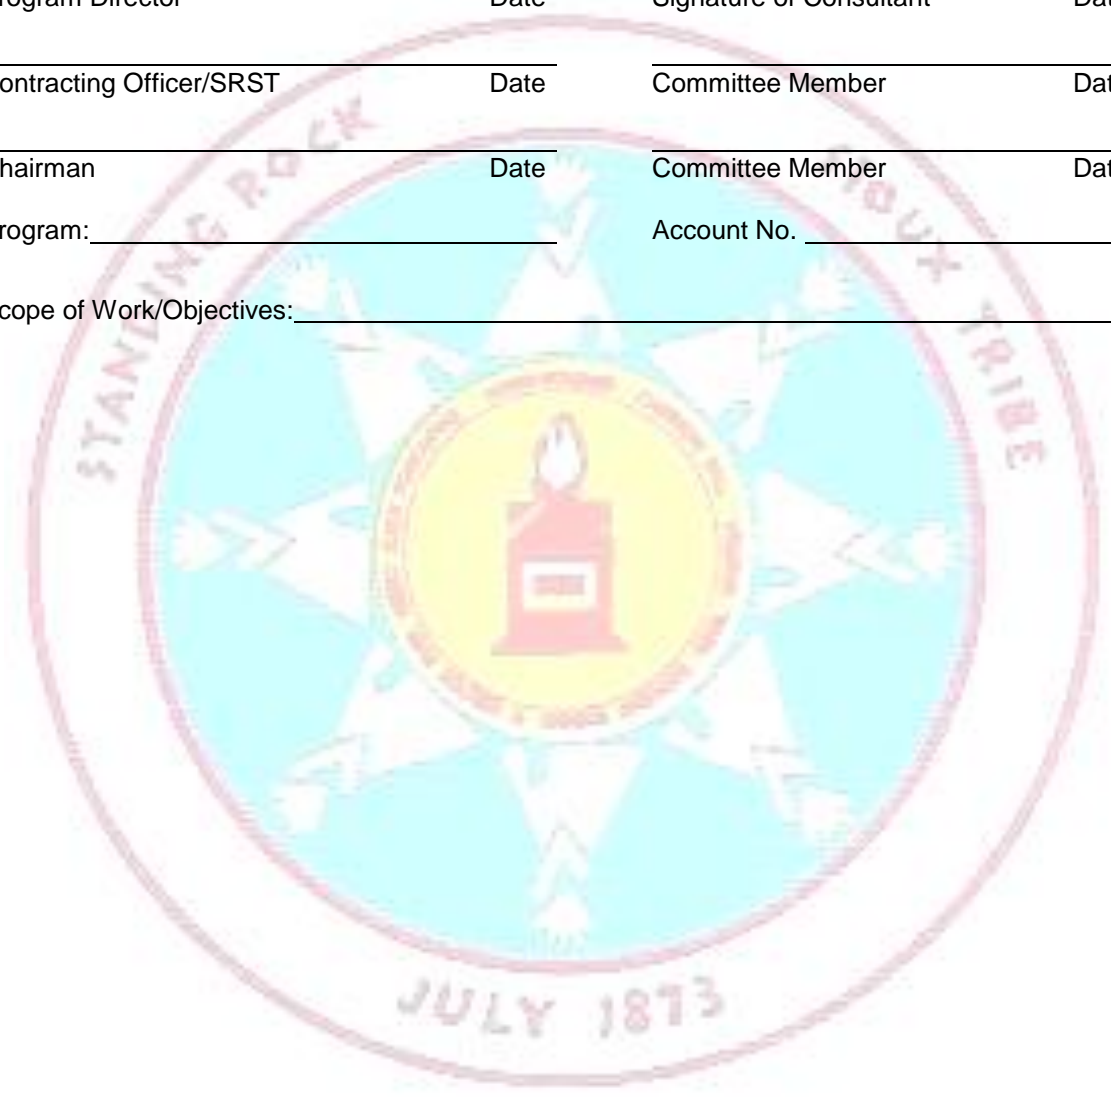 rogram Director Date Signature of Consultant Dat
ontracting Officer/SRST Date Committee Member Dat
hairman Date Committee Member Dat
rogram: Account No.
cope of Work/Objectives:
STANDING ROCK SIOUX TRIBE
JULY 1873